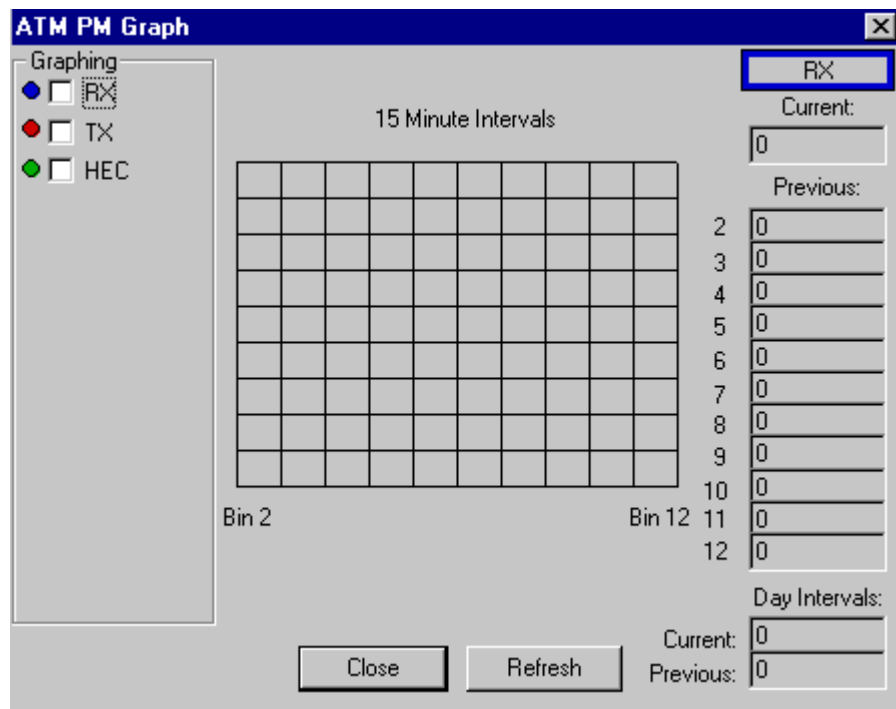 ATM PM Graph
Graphing
RX
TX
HEC
15 Minute Intervals
Bin 2
Bin 12
RX
Current:
0
Previous:
2 0
3 0
4 0
5 0
6 0
7 0
8 0
9 0
10 0
11 0
12 0
Day Intervals:
Current: 0
Previous: 0
Close
Refresh